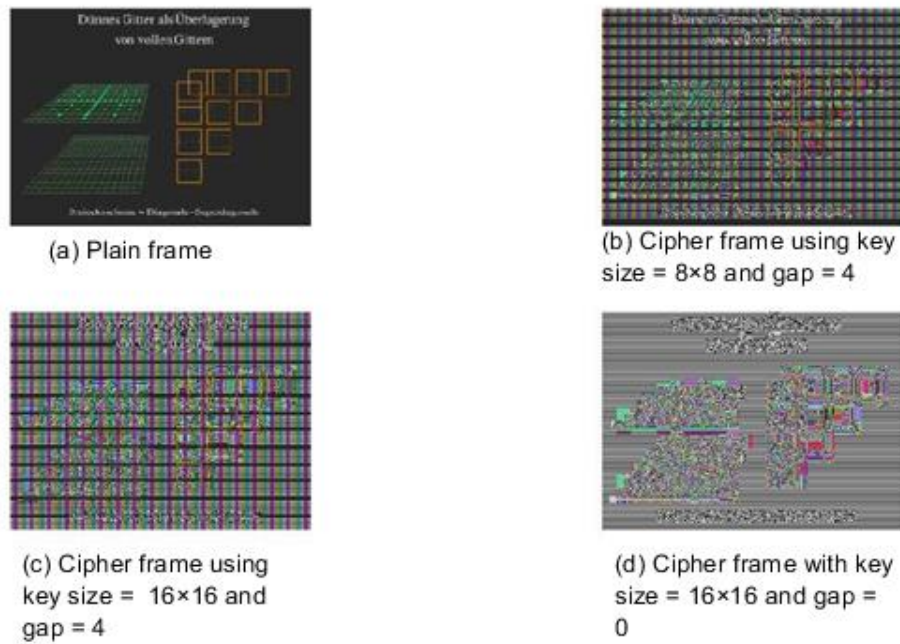 Dünnes Gitter als Überlagerung
von vollen Gittern
(a) Plain frame
(b) Cipher frame using key
size = 8×8 and gap = 4
(c) Cipher frame using
key size = 16×16 and
gap = 4
(d) Cipher frame with key
size = 16×16 and gap =
0